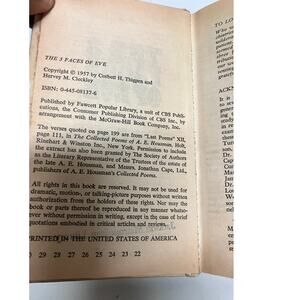 THE 3 FACES OF EVE
Copyright © 1957 by Corbett H. Thigpen and
Hervey M. Cleckley
ISBN: 0-445-08137-6
Published by Fawcett Popular Library, a unit of CBS Publi-
cations, the Consumer Publishing Division of CBS Inc., by
arrangement with McGraw-Hill Book Company, Inc.
The verses quoted on page 199 are from "Last Poems" XII,
page 111, in Collected Poems of A. E. Housman, Holt,
Rinehart & Winston Inc., New York. Permission to include
the extract has also been granted by The Society of Authors
as the Literary Representative of the Trustees of the estate of
the late A. E. Housman, and Messrs. Jonathan Cape, Ltd.,
publishers of A. E. Housman's Collected Poems.
All rights in this book are reserved. It may not be used for
dramatic, motion-, or talking-picture purposes without written
authorization from the holders of these rights. Nor may the
book or parts thereof be reproduced in any manner whatso-
ever without permission in writing, except in the case of brief
quotations embodied in critical articles and reviews.
PRINTED IN THE UNITED STATES OF AMERICA
30 29 28 27 26 25 24 23 22
TO LO
ACKN